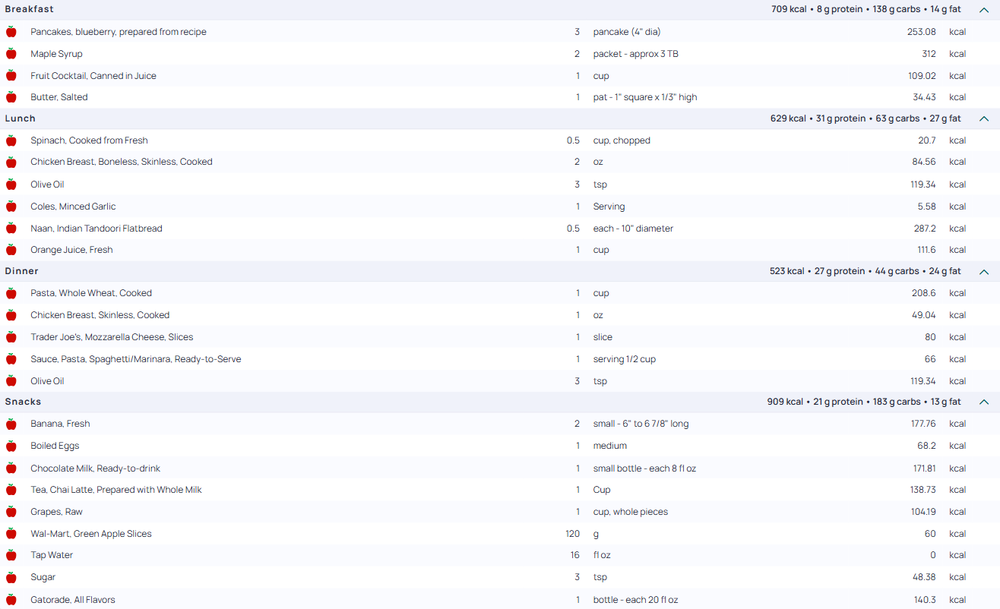 Breakfast 709 kcal • 8 g protein • 138 g carbs • 14 g fat
Pancakes, blueberry, prepared from recipe 3 pancake (4" dia) 253.08 kcal
Maple Syrup 2 packet - approx 3 TB 312 kcal
Fruit Cocktail, Canned in Juice 1 cup 109.02 kcal
Butter, Salted 1 pat - 1" square x 1/3" high 34.43 kcal
Lunch 629 kcal • 31 g protein • 63 g carbs • 27 g fat
Spinach, Cooked from Fresh 0.5 cup, chopped 20.7 kcal
Chicken Breast, Boneless, Skinless, Cooked 2 oz 84.56 kcal
Olive Oil 3 tsp 119.34 kcal
Coles, Minced Garlic 1 Serving 5.58 kcal
Naan, Indian Tandoori Flatbread 0.5 each - 10" diameter 287.2 kcal
Orange Juice, Fresh 1 cup 111.6 kcal
Dinner 523 kcal • 27 g protein • 44 g carbs • 24 g fat
Pasta, Whole Wheat, Cooked 1 cup 208.6 kcal
Chicken Breast, Skinless, Cooked 1 oz 49.04 kcal
Trader Joe's, Mozzarella Cheese, Slices 1 slice 80 kcal
Sauce, Pasta, Spaghetti/Marinara, Ready-to-Serve 1 serving 1/2 cup 66 kcal
Olive Oil 3 tsp 119.34 kcal
Snacks 909 kcal • 21 g protein • 183 g carbs • 13 g fat
Banana, Fresh 2 small - 6" to 6 7/8" long 177.76 kcal
Boiled Eggs 1 medium 68.2 kcal
Chocolate Milk, Ready-to-drink 1 small bottle - each 8 fl oz 171.81 kcal
Tea, Chai Latte, Prepared with Whole Milk 1 Cup 138.73 kcal
Grapes, Raw 1 cup, whole pieces 104.19 kcal
Wal-Mart, Green Apple Slices 120 g 60 kcal
Tap Water 16 fl oz 0 kcal
Sugar 3 tsp 48.38 kcal
Gatorade, All Flavors 1 bottle - each 20 fl oz 140.3 kcal